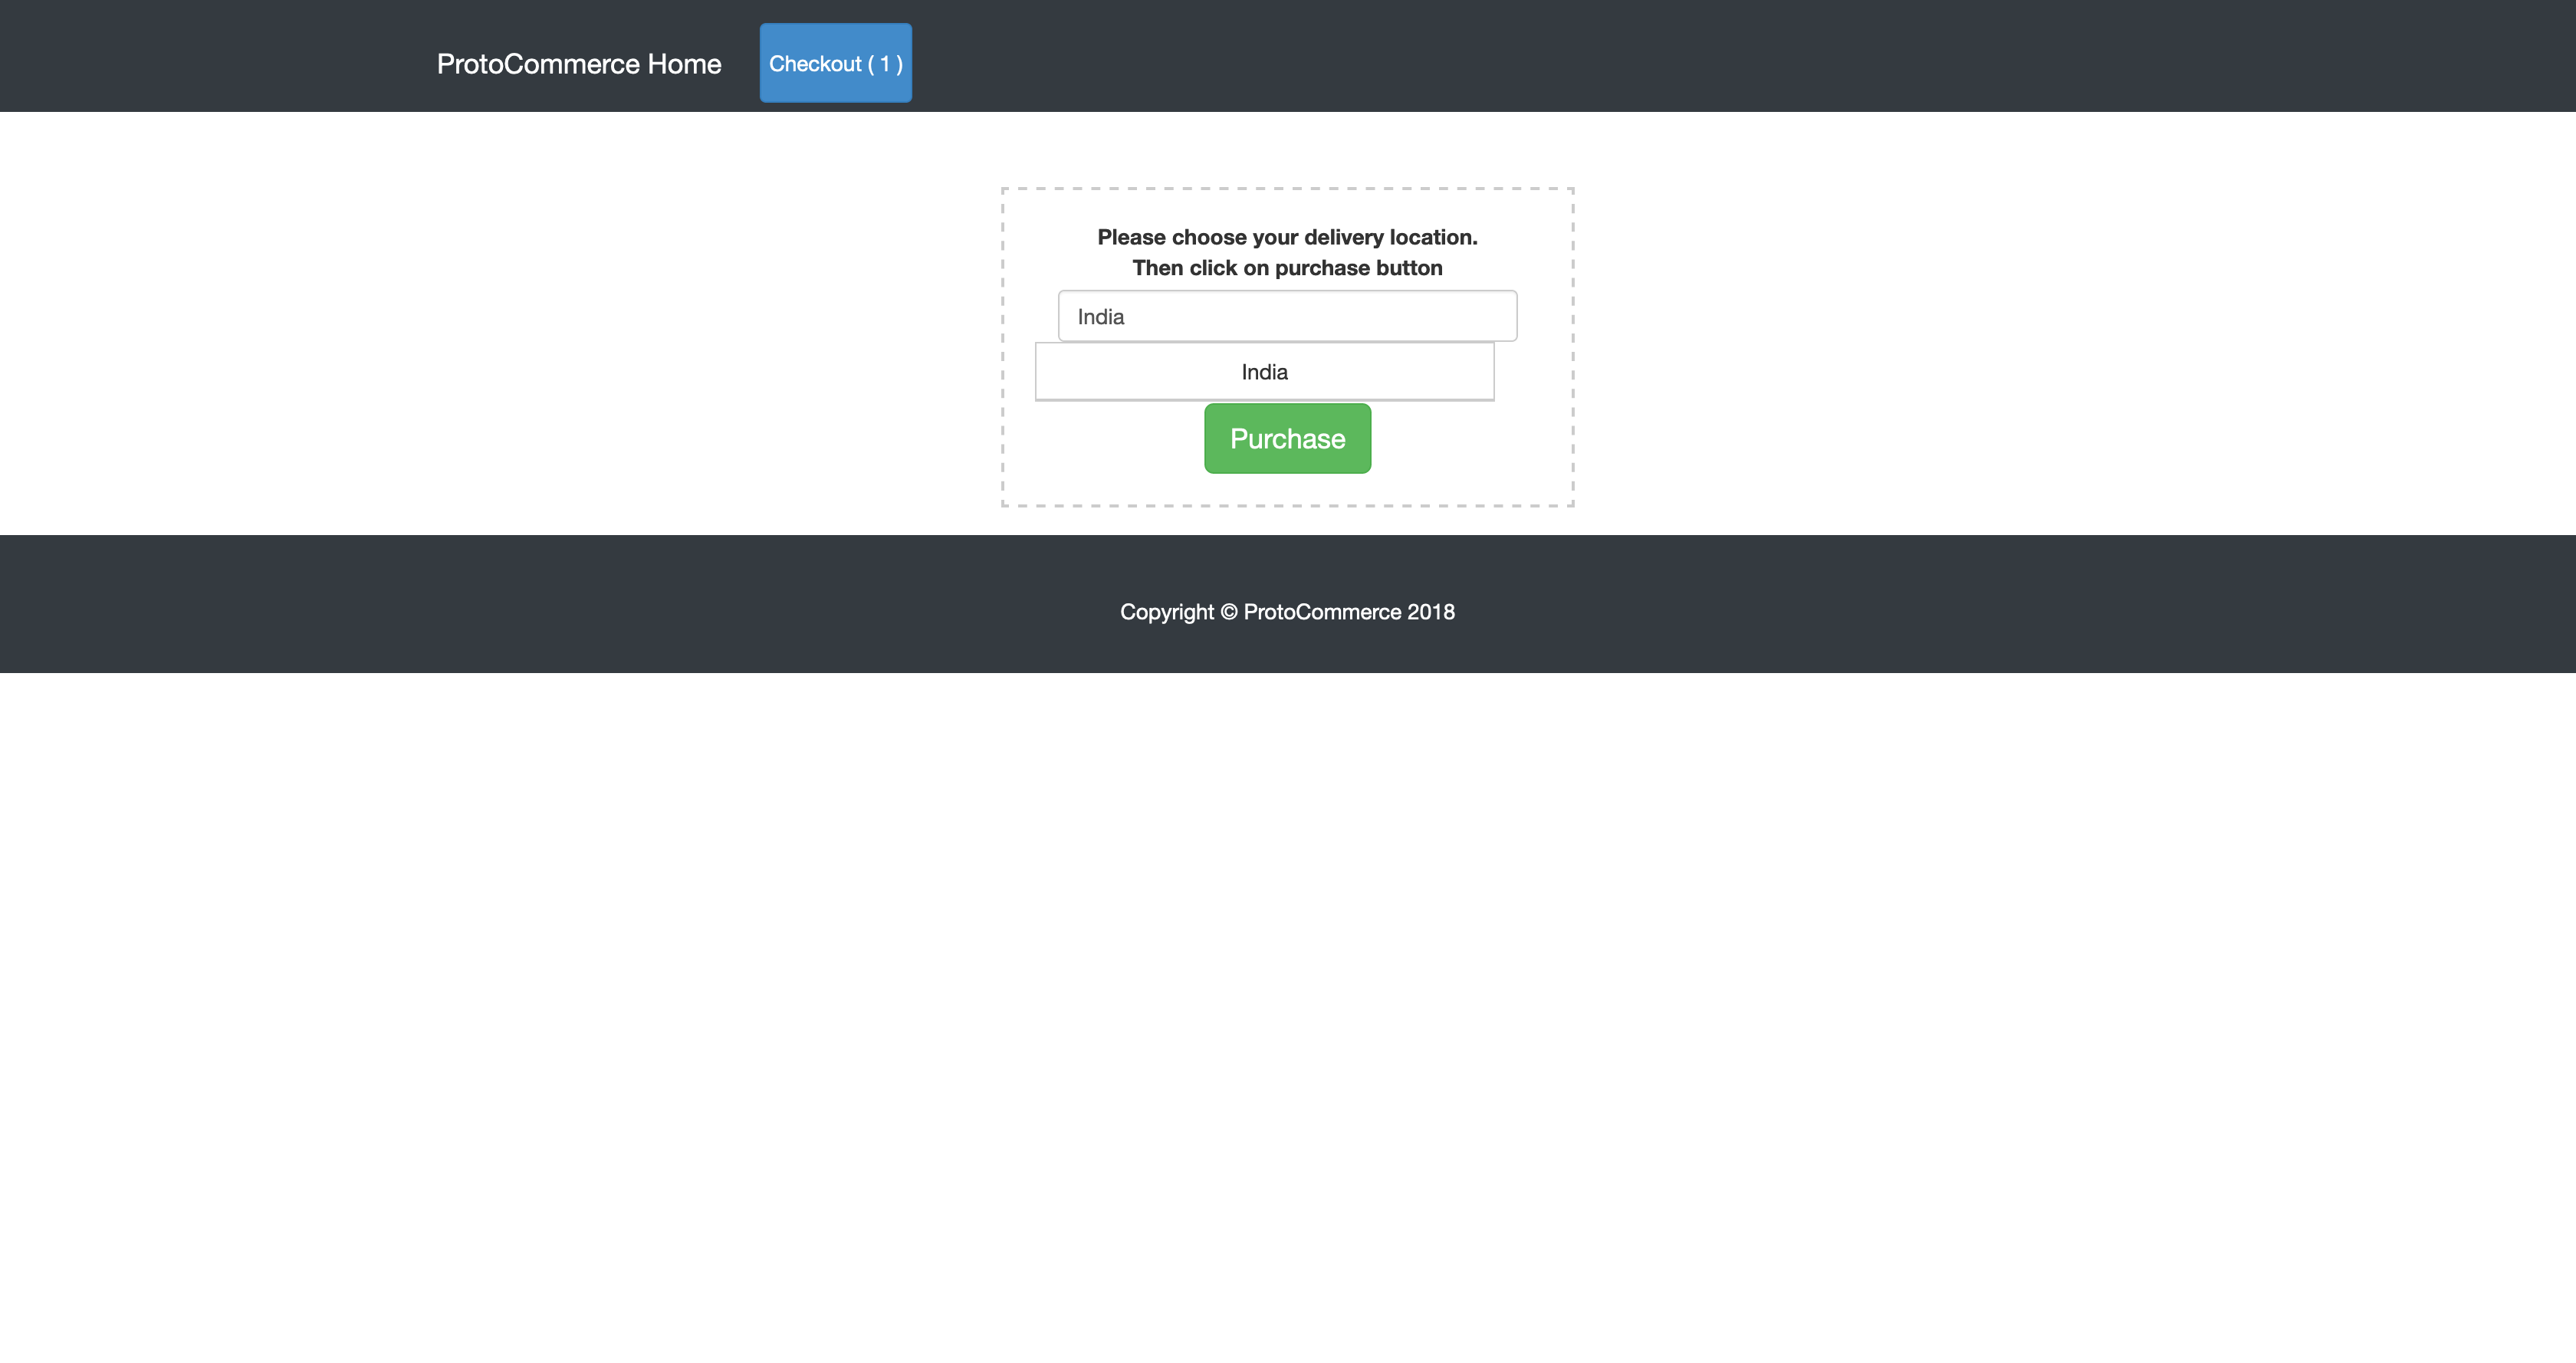 ProtoCommerce Home
Checkout ( 1 )
Please choose your delivery location.
Then click on purchase button
India
India
Purchase
Copyright © ProtoCommerce 2018